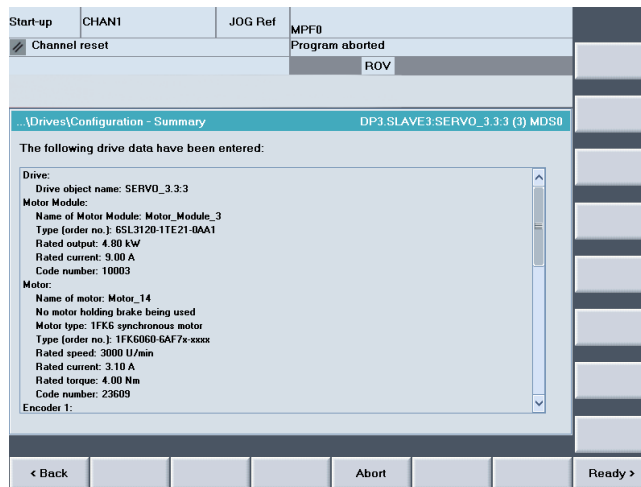 Start-up CHAN1 JOG Ref MPF0
Channel reset Program aborted
ROV
...\Drives\Configuration - Summary DP3.SLAVE3:SERVO_3.3:3 (3) MDS0
The following drive data have been entered:
Drive:
Drive object name: SERVO_3.3:3
Motor Module:
Name of Motor Module: Motor_Module_3
Type (order no.): 6SL3120-1TE21-0AA1
Rated output: 4.80 kW
Rated current: 9.00 A
Code number: 10003
Motor:
Name of motor: Motor_14
No motor holding brake being used
Motor type: 1FK6 synchronous motor
Type (order no.): 1FK6060-6AF7x-xxxx
Rated speed: 3000 U/min
Rated current: 3.10 A
Rated torque: 4.00 Nm
Code number: 23609
Encoder 1:
< Back Abort Ready >